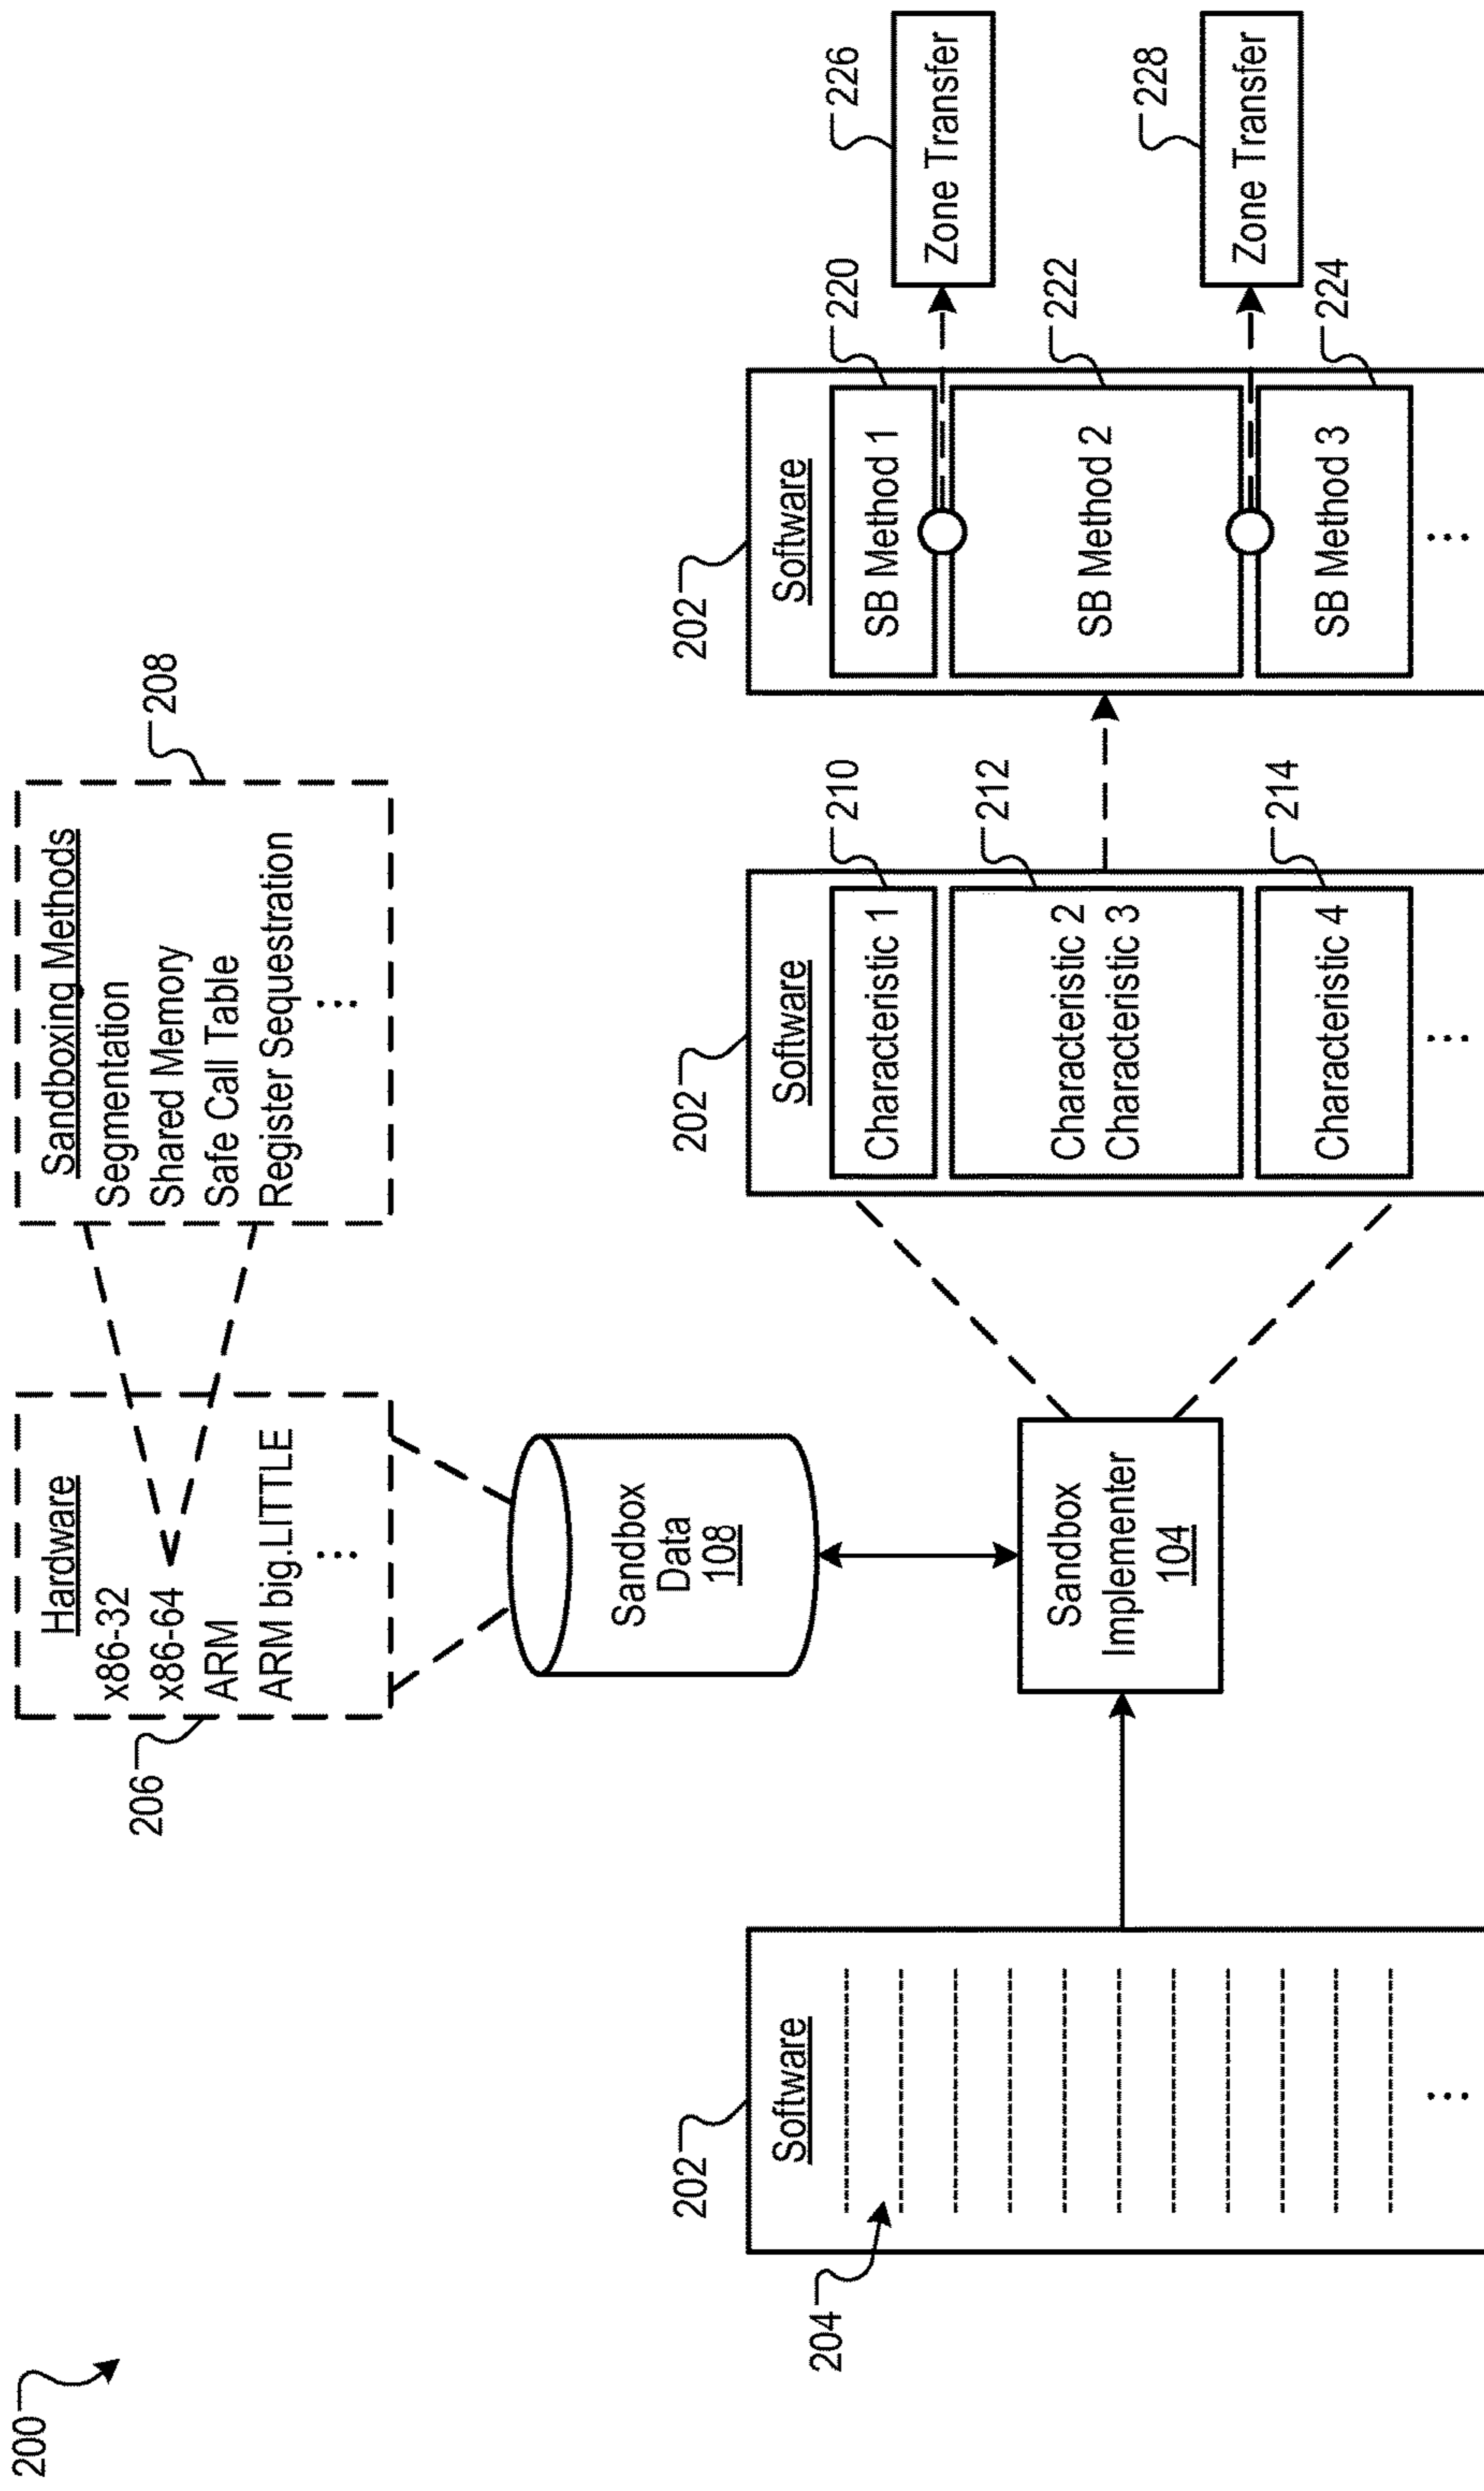 200
206
Hardware
x86-32
x86-64
ARM
ARM big.LITTLE
...
208
Sandboxing Methods
Segmentation
Shared Memory
Safe Call Table
Register Sequestration
...
Sandbox
Data
108
202
Software
204
...
Sandbox
Implementer
104
202
Software
210
Characteristic 1
212
Characteristic 2
Characteristic 3
214
Characteristic 4
...
202
Software
220
SB Method 1
222
SB Method 2
224
SB Method 3
...
226
Zone Transfer
228
Zone Transfer